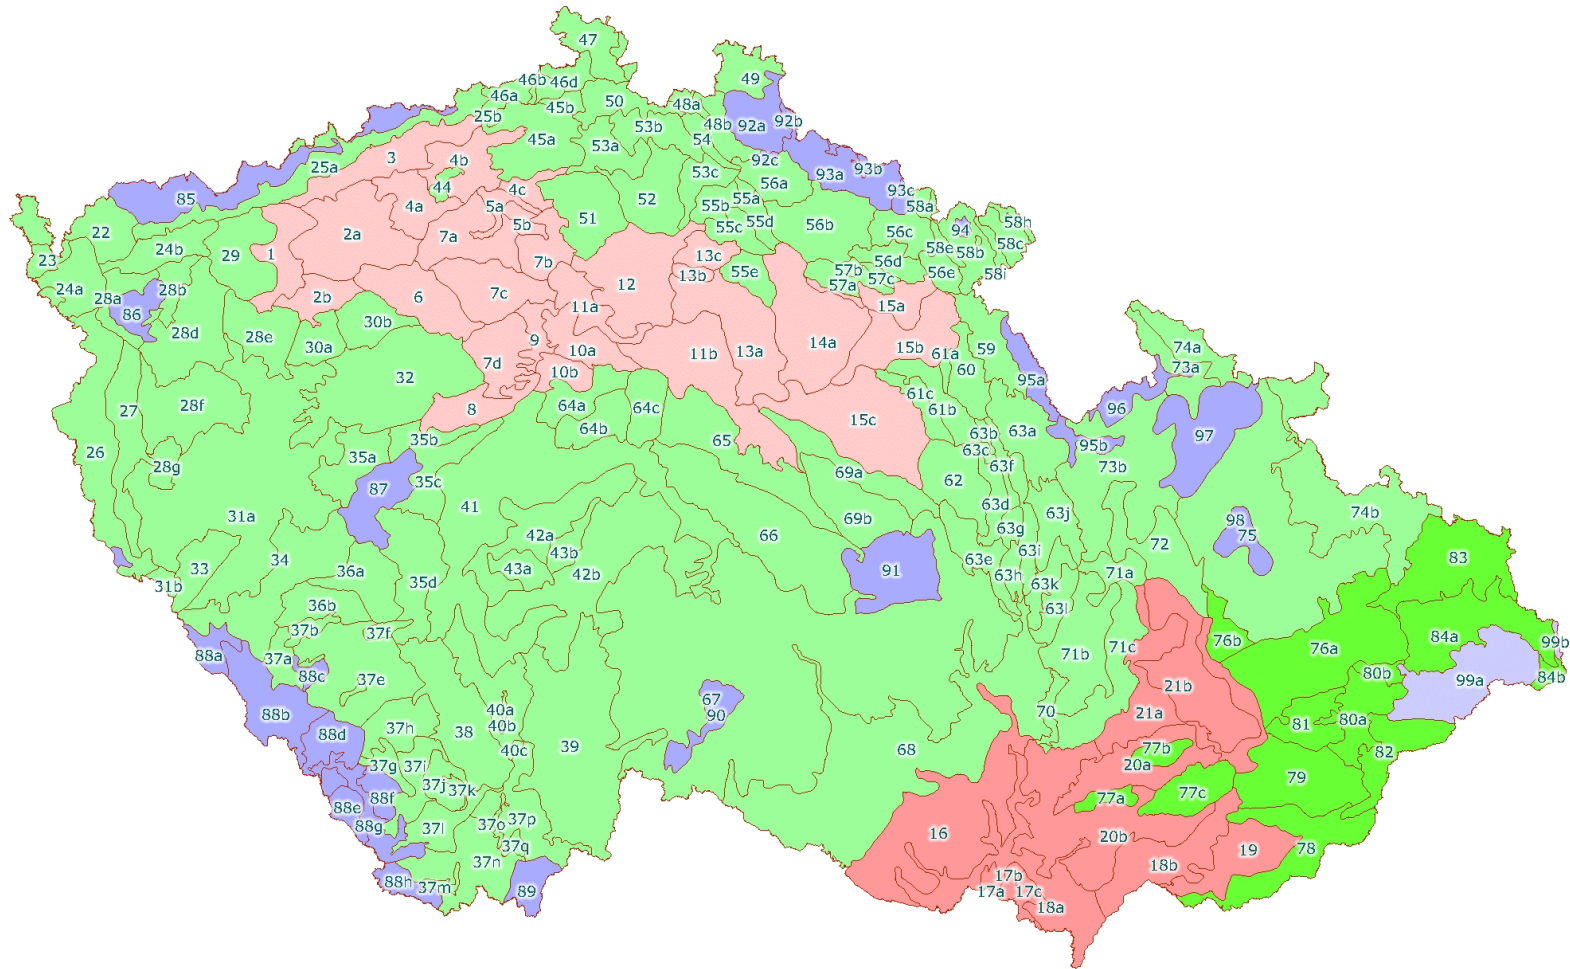 47
46b 46d
49
46a
45b
50
48a
25b
53b
48b
92a
92b
45a
53a
54
3
4b
92c
25a
53c
93a
93b
44
56a
93c
85
4c
52
55a
4a
5a
55b
58a
51
22
5b
55c
55d
56b
56c
94
58h
2a
7a
24b
29
1
13c
58e
58b
58c
23
7b
56d
55e
57b
56e
58i
24a
28a
28b
2b
6
7c
12
13b
57a
57c
86
11a
15a
28d
28e
30b
30a
9
10a
11b
13a
14a
15b
61a
59
74a
7d
10b
60
73a
32
95a
27
28f
8
64a
64c
61c
61b
96
26
35b
64b
65
15c
63b
63a
97
28g
35a
63c
95b
87
35c
69a
62
63f
73b
31a
41
69b
63d
63j
74b
42a
66
63g
98
75
72
34
43b
63i
83
33
36a
43a
42b
91
63e
63h
71a
31b
35d
63k
36b
63l
37b
37f
76b
84a
99b
88a
37a
71b
71c
76a
88c
37e
80b
84b
99a
21b
67
90
88b
40a
70
21a
37h
38
40b
81
80a
88d
39
40c
68
77b
82
37g
37i
20a
79
37j
37k
88f
77a
77c
88e
88g
37l
37o
37p
16
20b
37q
19
78
37n
18b
88h
37m
89
17b
17a
17c
18a